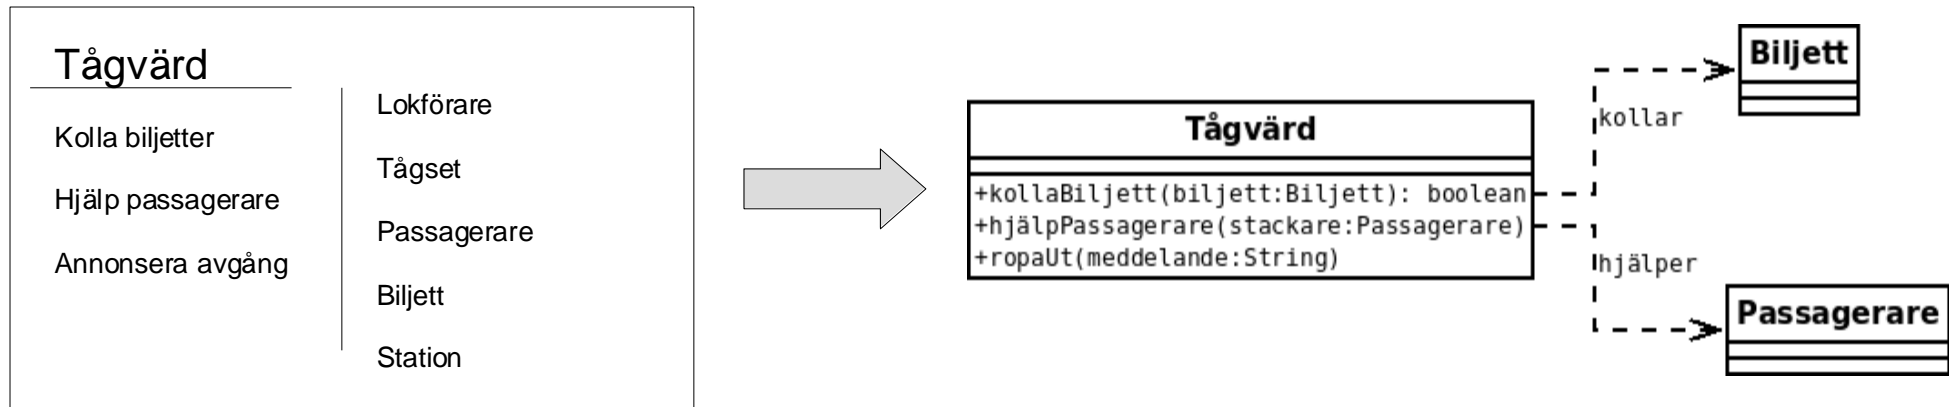 Tågvärd
Kolla biljetter
Hjälp passagerare
Annonsera avgång
Lokförare
Tågset
Passagerare
Biljett
Station
Tågvärd
+kollaBiljett(biljett:Biljett): boolean
+hjälpPassagerare(stackare:Passagerare)
+ropaUt(meddelande:String)
kollar
Biljett
hjälper
Passagerare